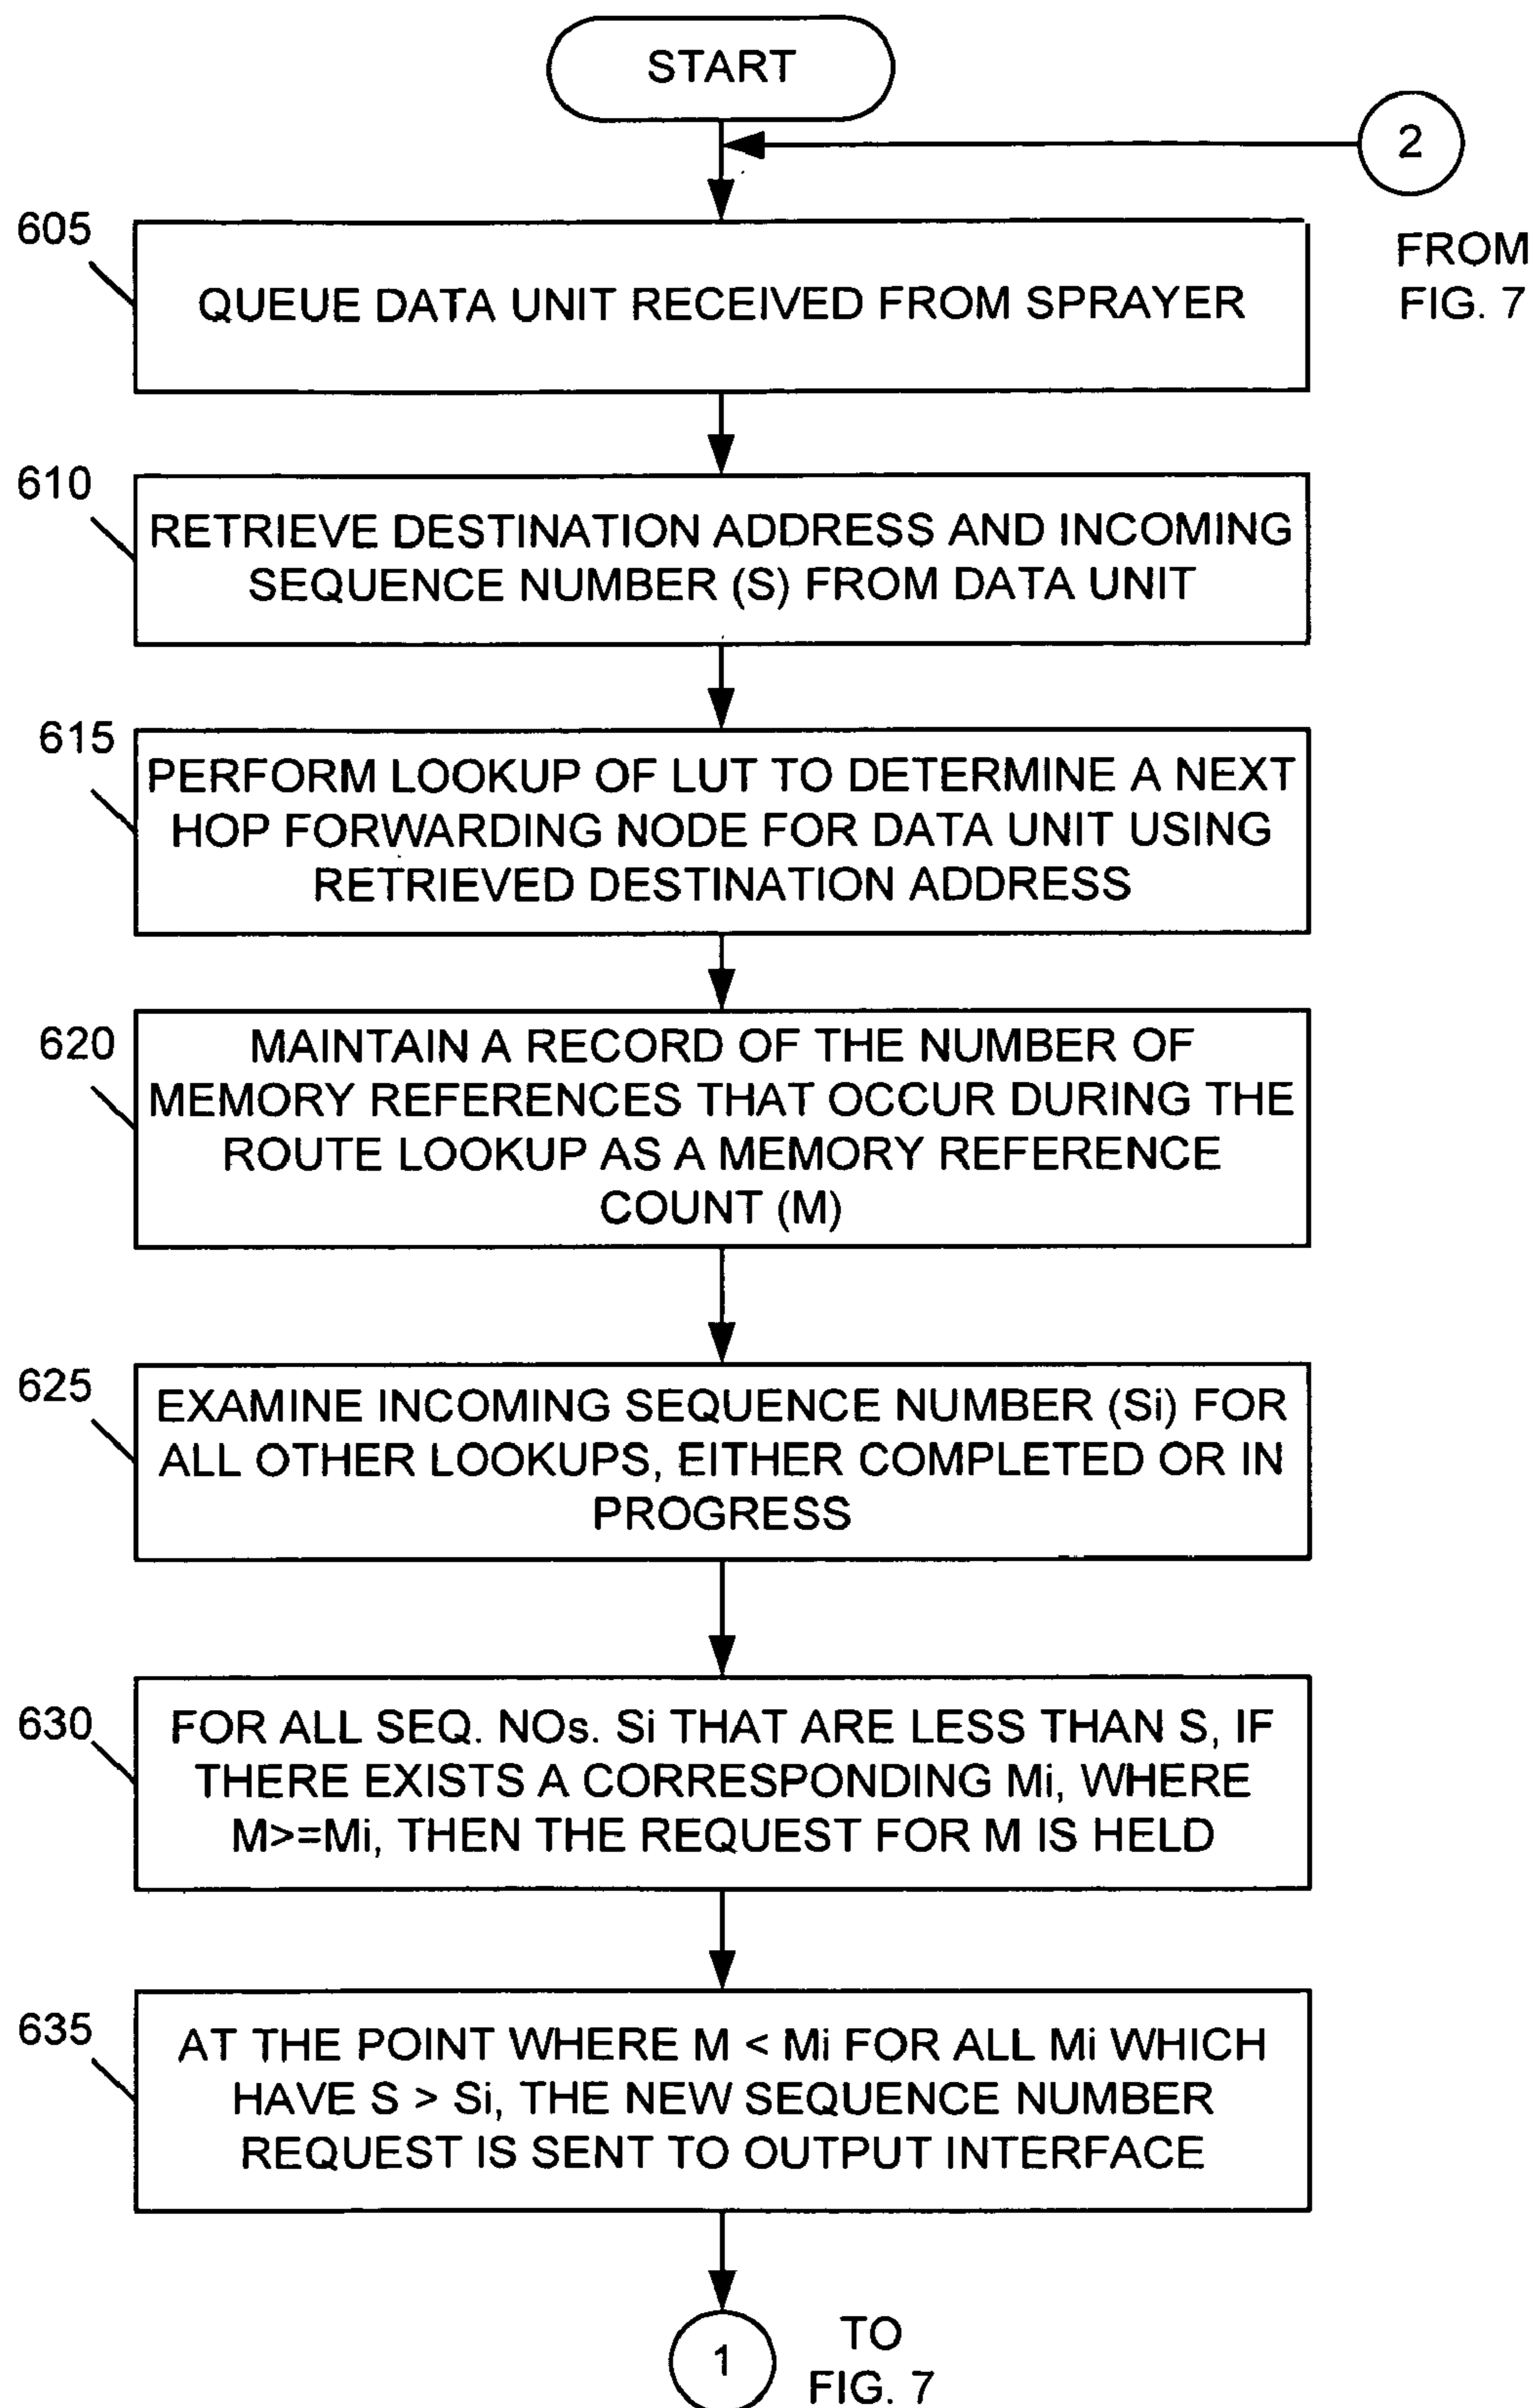 START
2
FROM
FIG. 7
605
QUEUE DATA UNIT RECEIVED FROM SPRAYER
610
RETRIEVE DESTINATION ADDRESS AND INCOMING
SEQUENCE NUMBER (S) FROM DATA UNIT
615
PERFORM LOOKUP OF LUT TO DETERMINE A NEXT
HOP FORWARDING NODE FOR DATA UNIT USING
RETRIEVED DESTINATION ADDRESS
620
MAINTAIN A RECORD OF THE NUMBER OF
MEMORY REFERENCES THAT OCCUR DURING THE
ROUTE LOOKUP AS A MEMORY REFERENCE
COUNT (M)
625
EXAMINE INCOMING SEQUENCE NUMBER (Si) FOR
ALL OTHER LOOKUPS, EITHER COMPLETED OR IN
PROGRESS
630
FOR ALL SEQ. NOs. Si THAT ARE LESS THAN S, IF
THERE EXISTS A CORRESPONDING Mi, WHERE
M>=Mi, THEN THE REQUEST FOR M IS HELD
635
AT THE POINT WHERE M < Mi FOR ALL Mi WHICH
HAVE S > Si, THE NEW SEQUENCE NUMBER
REQUEST IS SENT TO OUTPUT INTERFACE
1
TO
FIG. 7